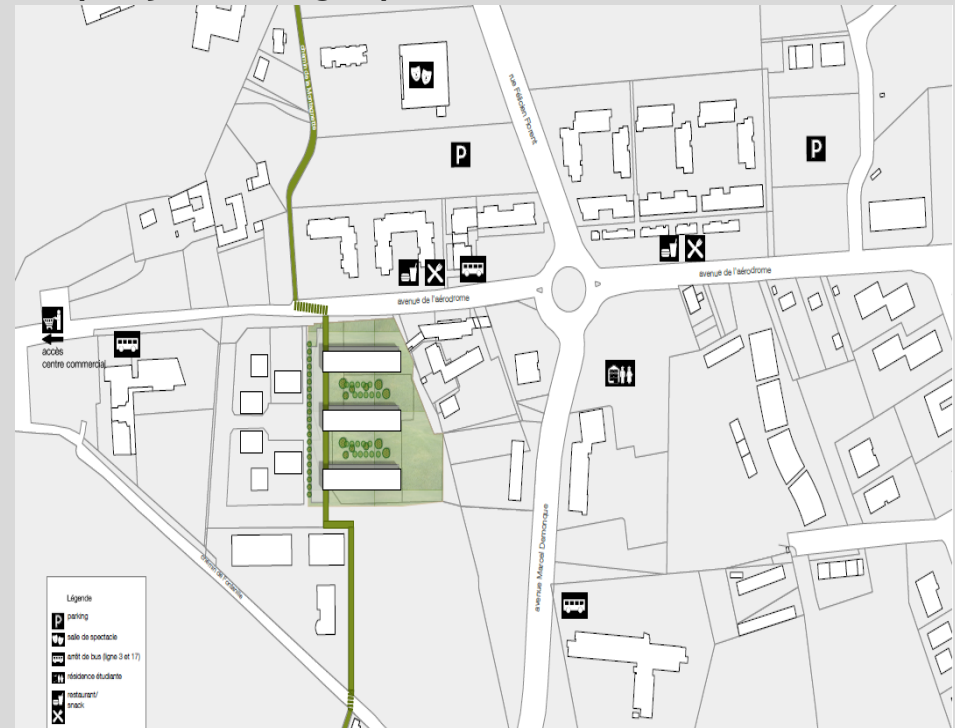 rue Félicien Florent
P
P
avenue de l'aérodrome
avenue de l'aérodrome
accès
centre commercial
avenue Marcel Demonque
Légende
P parking
salle de spectacle
arrêt de bus (ligne 3 et 17)
résidence étudiante
restaurant/
snack